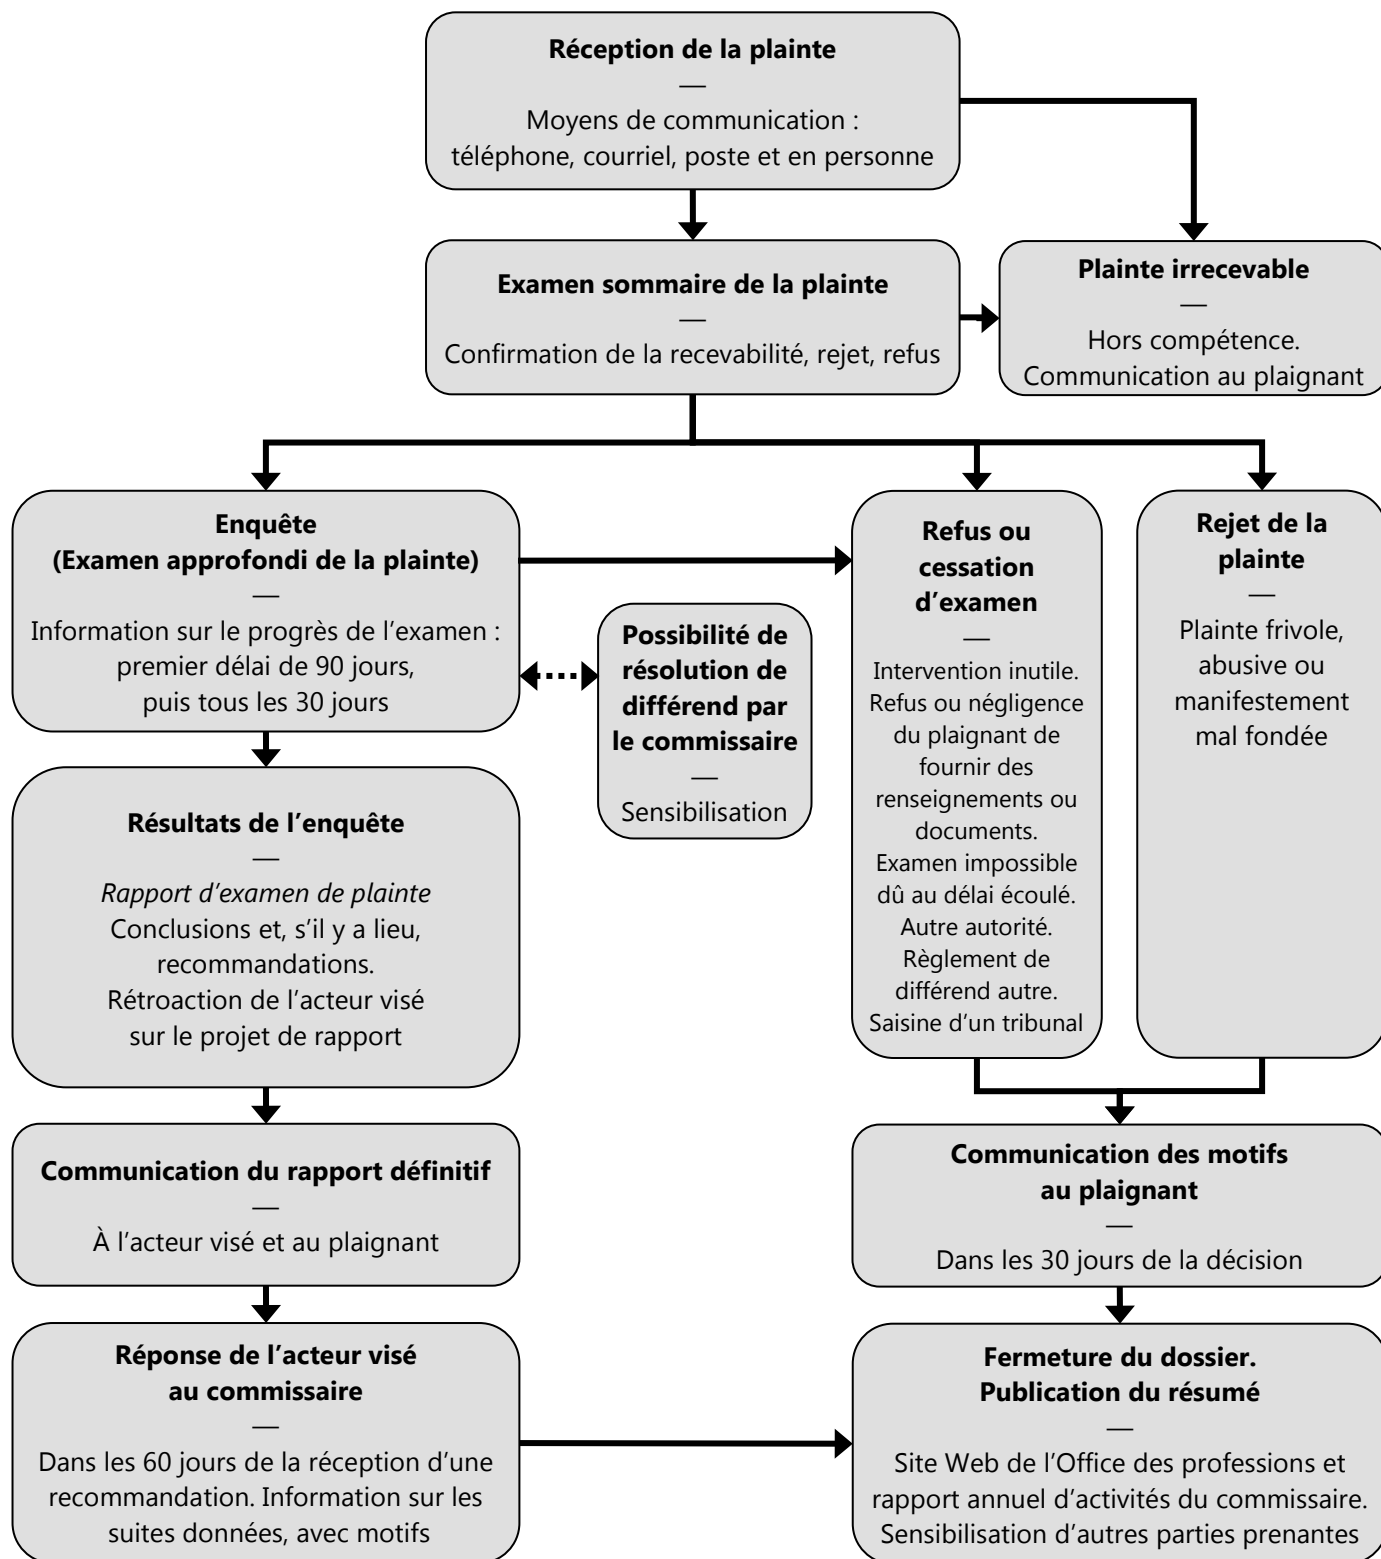 Réception de la plainte
—
Moyens de communication :
téléphone, courriel, poste et en personne
Examen sommaire de la plainte
—
Confirmation de la recevabilité, rejet, refus
Plainte irrecevable
—
Hors compétence.
Communication au plaignant
Enquête
(Examen approfondi de la plainte)
—
Information sur le progrès de l’examen :
premier délai de 90 jours,
puis tous les 30 jours
Possibilité de
résolution de
différend par
le commissaire
—
Sensibilisation
Refus ou
cessation
d’examen
—
Intervention inutile.
Refus ou négligence
du plaignant de
fournir des
renseignements ou
documents.
Examen impossible
dû au délai écoulé.
Autre autorité.
Règlement de
différend autre.
Saisine d’un tribunal
Rejet de la
plainte
—
Plainte frivole,
abusive ou
manifestement
mal fondée
Résultats de l’enquête
—
Rapport d’examen de plainte
Conclusions et, s’il y a lieu,
recommandations.
Rétroaction de l’acteur visé
sur le projet de rapport
Communication du rapport définitif
—
À l’acteur visé et au plaignant
Communication des motifs
au plaignant
—
Dans les 30 jours de la décision
Réponse de l’acteur visé
au commissaire
—
Dans les 60 jours de la réception d’une
recommandation. Information sur les
suites données, avec motifs
Fermeture du dossier.
Publication du résumé
—
Site Web de l’Office des professions et
rapport annuel d’activités du commissaire.
Sensibilisation d’autres parties prenantes